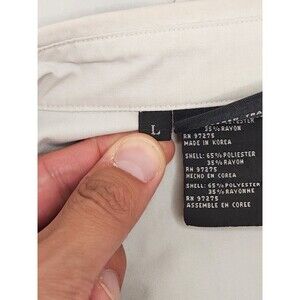 L
35% RAYON
RN 97275
MADE IN KOREA
SHELL: 65% POLIESTER
35% RAYON
RN 97275
HECHO EN COREA
SHELL: 65% POLYESTER
35% RAYONNE
RN 97275
ASSEMBLE EN COREE